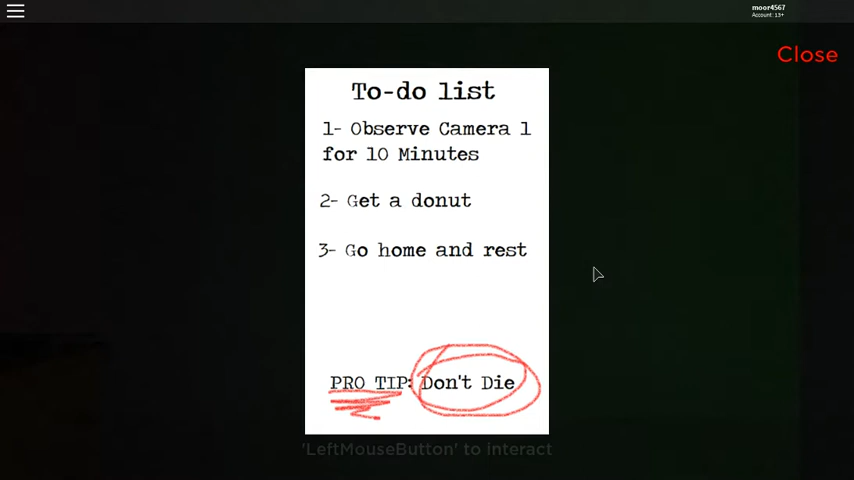 moor4567
Account: 13+
Close
To-do list
1- Observe Camera 1
for 10 Minutes
2- Get a donut
3- Go home and rest
PRO TIP: Don't Die
'LeftMouseButton' to interact